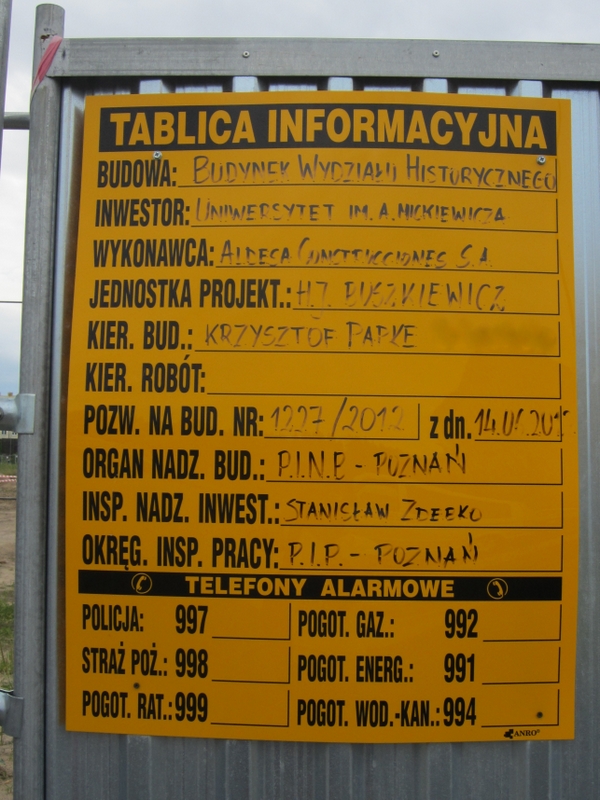 TABLICA INFORMACYJNA
BUDOWA: BUDYNEK WYDZIAŁU HISTORYCZNEGO
INWESTOR: UNIWERSYTET IM. A. MICKIEWICZA
WYKONAWCA: ALDESA CONSTRUCCIONES S.A.
JEDNOSTKA PROJEKT.: H.J. BUSZKIEWICZ
KIER. BUD.: KRZYSZTOF PAPKE
KIER. ROBÓT:
POZW. NA BUD. NR: 1227/2012 z dn.
ORGAN NADZ. BUD.: P.I.N.B - POZNAŃ
INSP. NADZ. INWEST.: STANISŁAW
OKRĘG. INSP. PRACY: P.I.P. - POZNAŃ
TELEFONY ALARMOWE
POLICJA: 997 POGOT. GAZ.: 992
STRAŻ POŻ.: 998 POGOT. ENERG.: 991
POGOT. RAT.: 999 POGOT. WOD.-KAN.: 994
ANRO